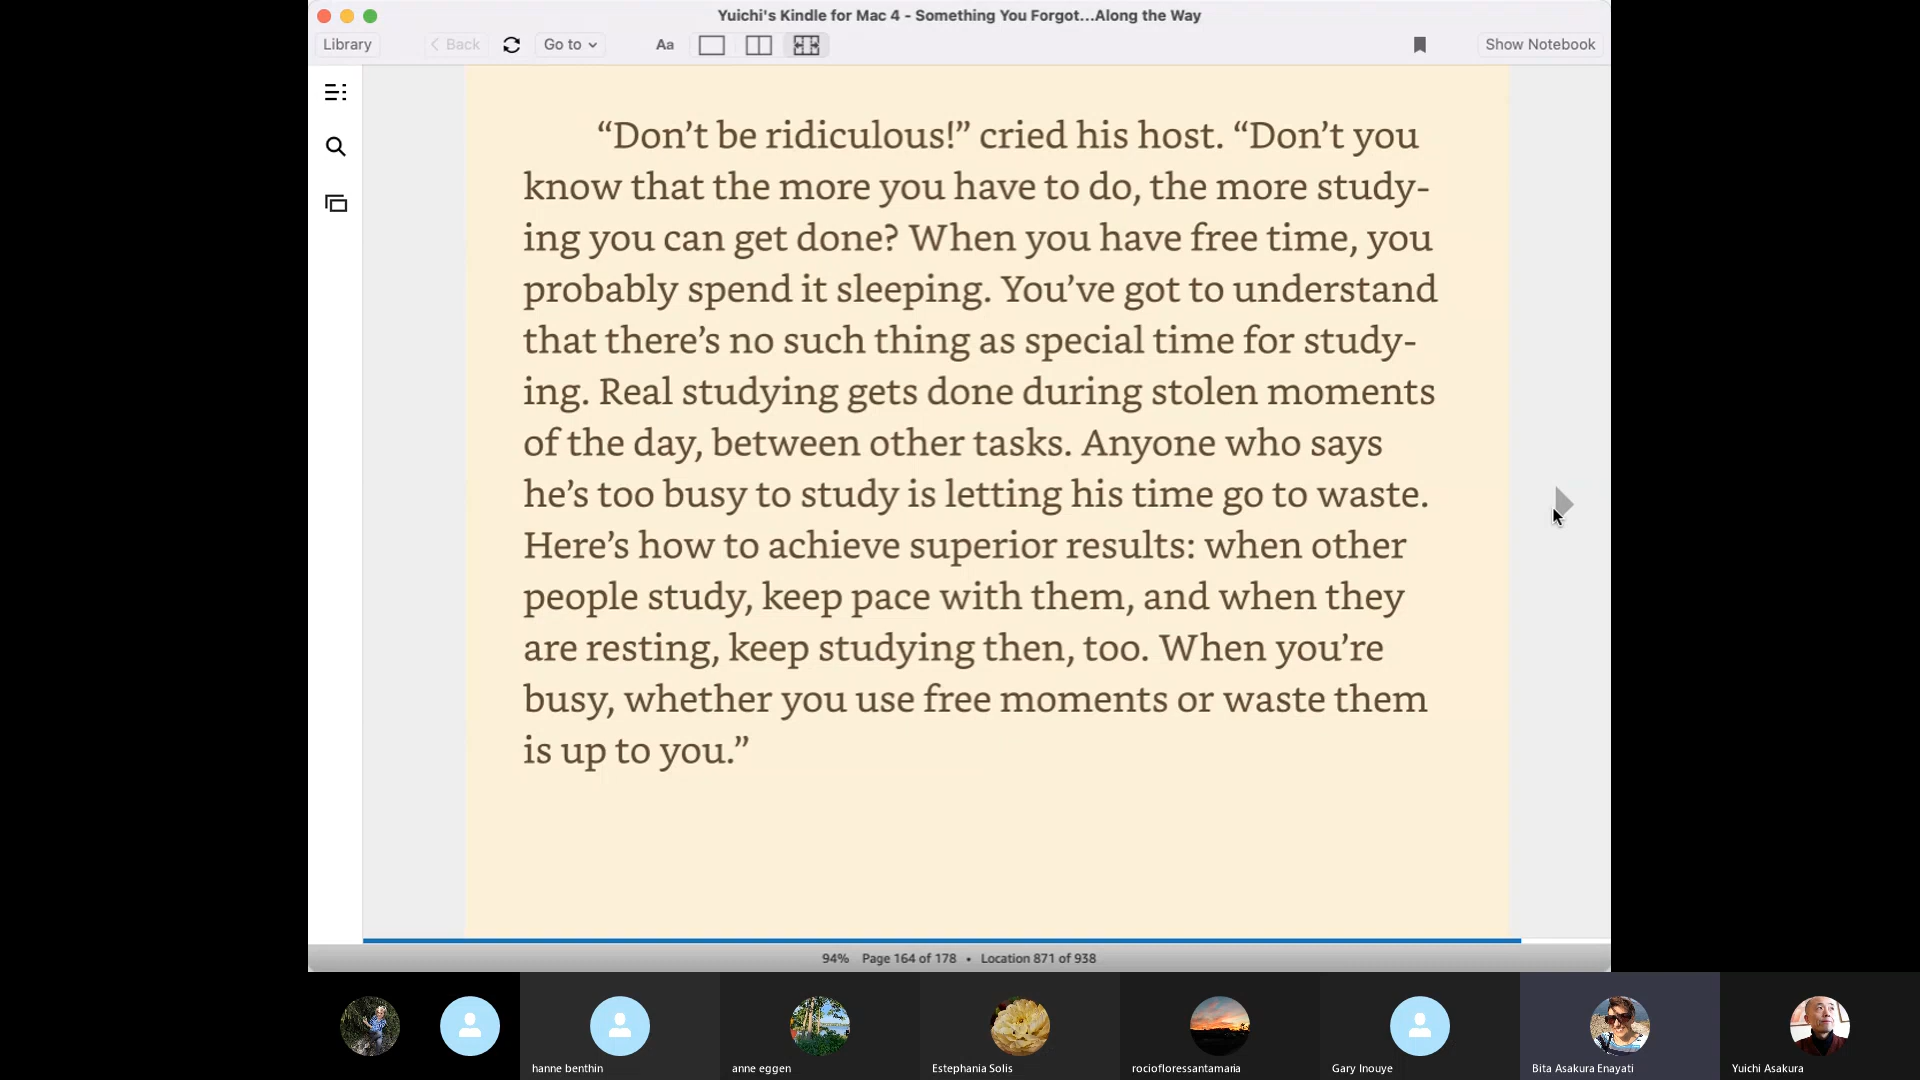 Yuichi's Kindle for Mac 4 - Something You Forgot...Along the Way
Library
Back
Go to
Aa
Show Notebook
“Don’t be ridiculous!” cried his host. “Don’t you
know that the more you have to do, the more study-
ing you can get done? When you have free time, you
probably spend it sleeping. You’ve got to understand
that there’s no such thing as special time for study-
ing. Real studying gets done during stolen moments
of the day, between other tasks. Anyone who says
he’s too busy to study is letting his time go to waste.
Here’s how to achieve superior results: when other
people study, keep pace with them, and when they
are resting, keep studying then, too. When you’re
busy, whether you use free moments or waste them
is up to you.”
94% Page 164 of 178 • Location 871 of 938
hanne benthin
anne eggen
Estephania Solis
rociofloressantamaria
Gary Inouye
Bita Asakura Enayati
Yuichi Asakura